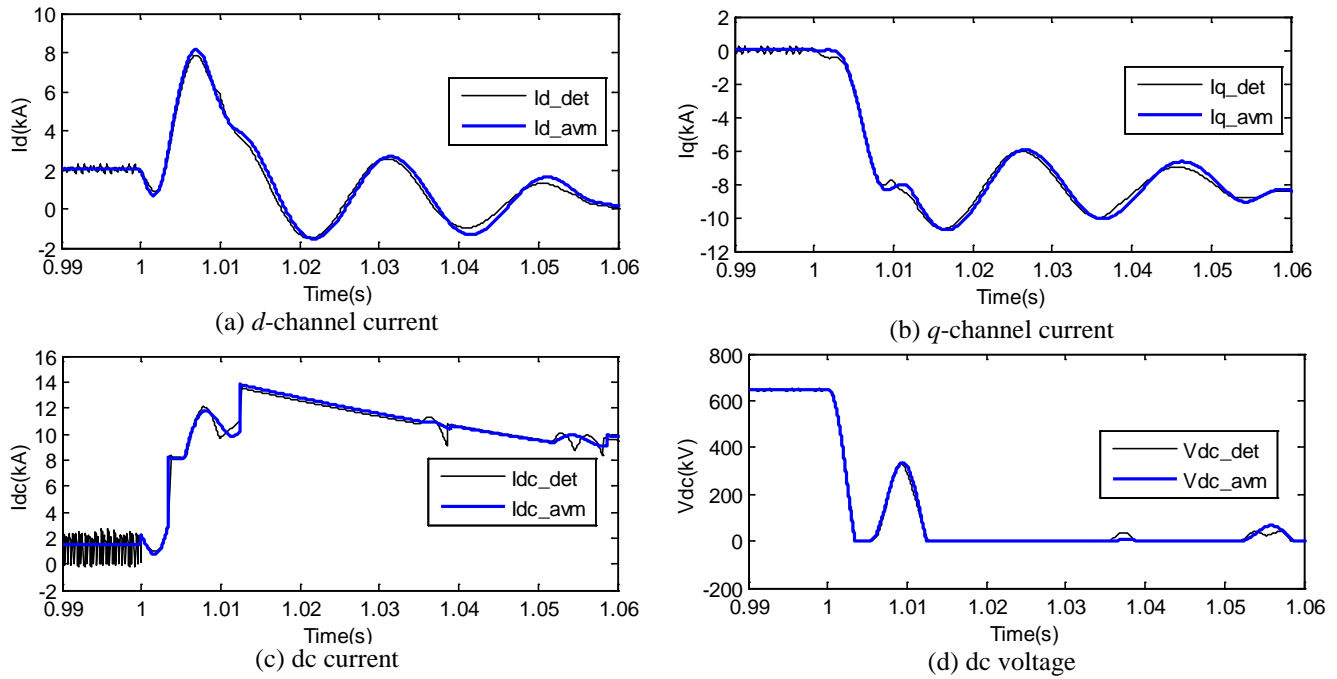 10
8
6
4
2
0
-2
Id(kA)
Id_det
Id_avm
0.99 1 1.01 1.02 1.03 1.04 1.05 1.06
Time(s)
(a) d-channel current
2
0
-2
-4
-6
-8
-10
-12
Iq(kA)
Iq_det
Iq_avm
0.99 1 1.01 1.02 1.03 1.04 1.05 1.06
Time(s)
(b) q-channel current
16
14
12
10
8
6
4
2
0
-2
Idc(kA)
Idc_det
Idc_avm
0.99 1 1.01 1.02 1.03 1.04 1.05 1.06
Time(s)
(c) dc current
800
600
400
200
0
-200
Vdc(kV)
Vdc_det
Vdc_avm
0.99 1 1.01 1.02 1.03 1.04 1.05 1.06
Time(s)
(d) dc voltage